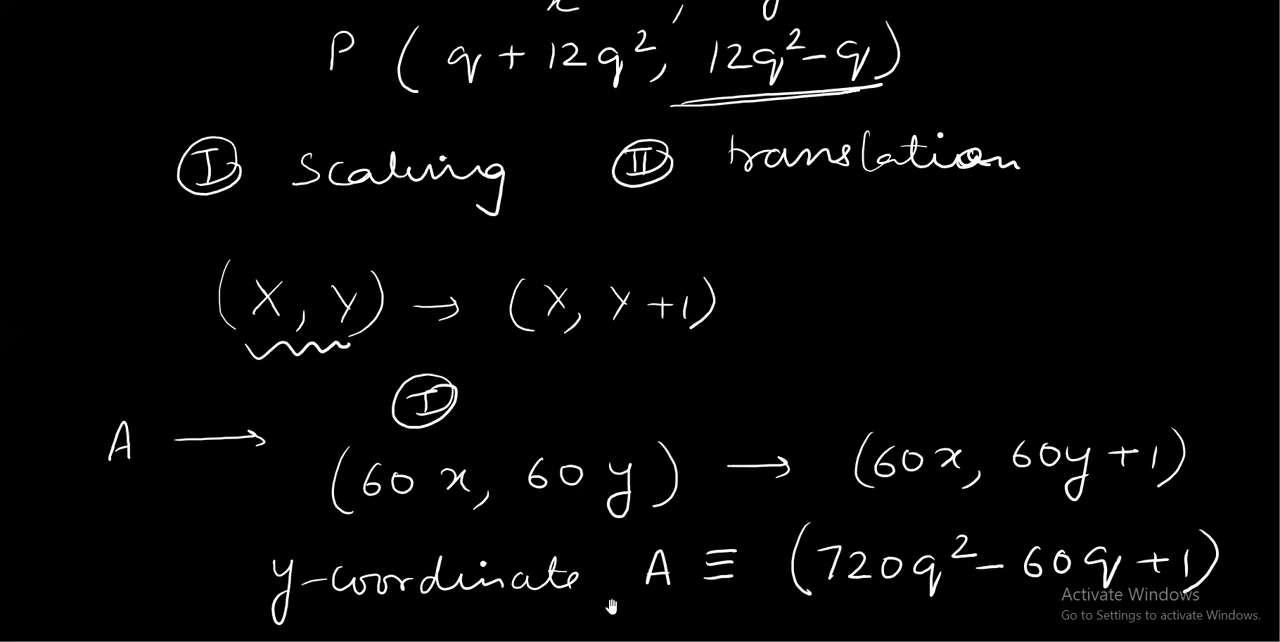 x , y
P ( q + 12q², 12q² - q )
I scaling II translation
(X, Y) → (X, Y+1)
I
A → (60x, 60y) → (60x, 60y+1)
y-coordinate A ≡ (720q² - 60q + 1)
Activate Windows
Go to Settings to activate Windows.